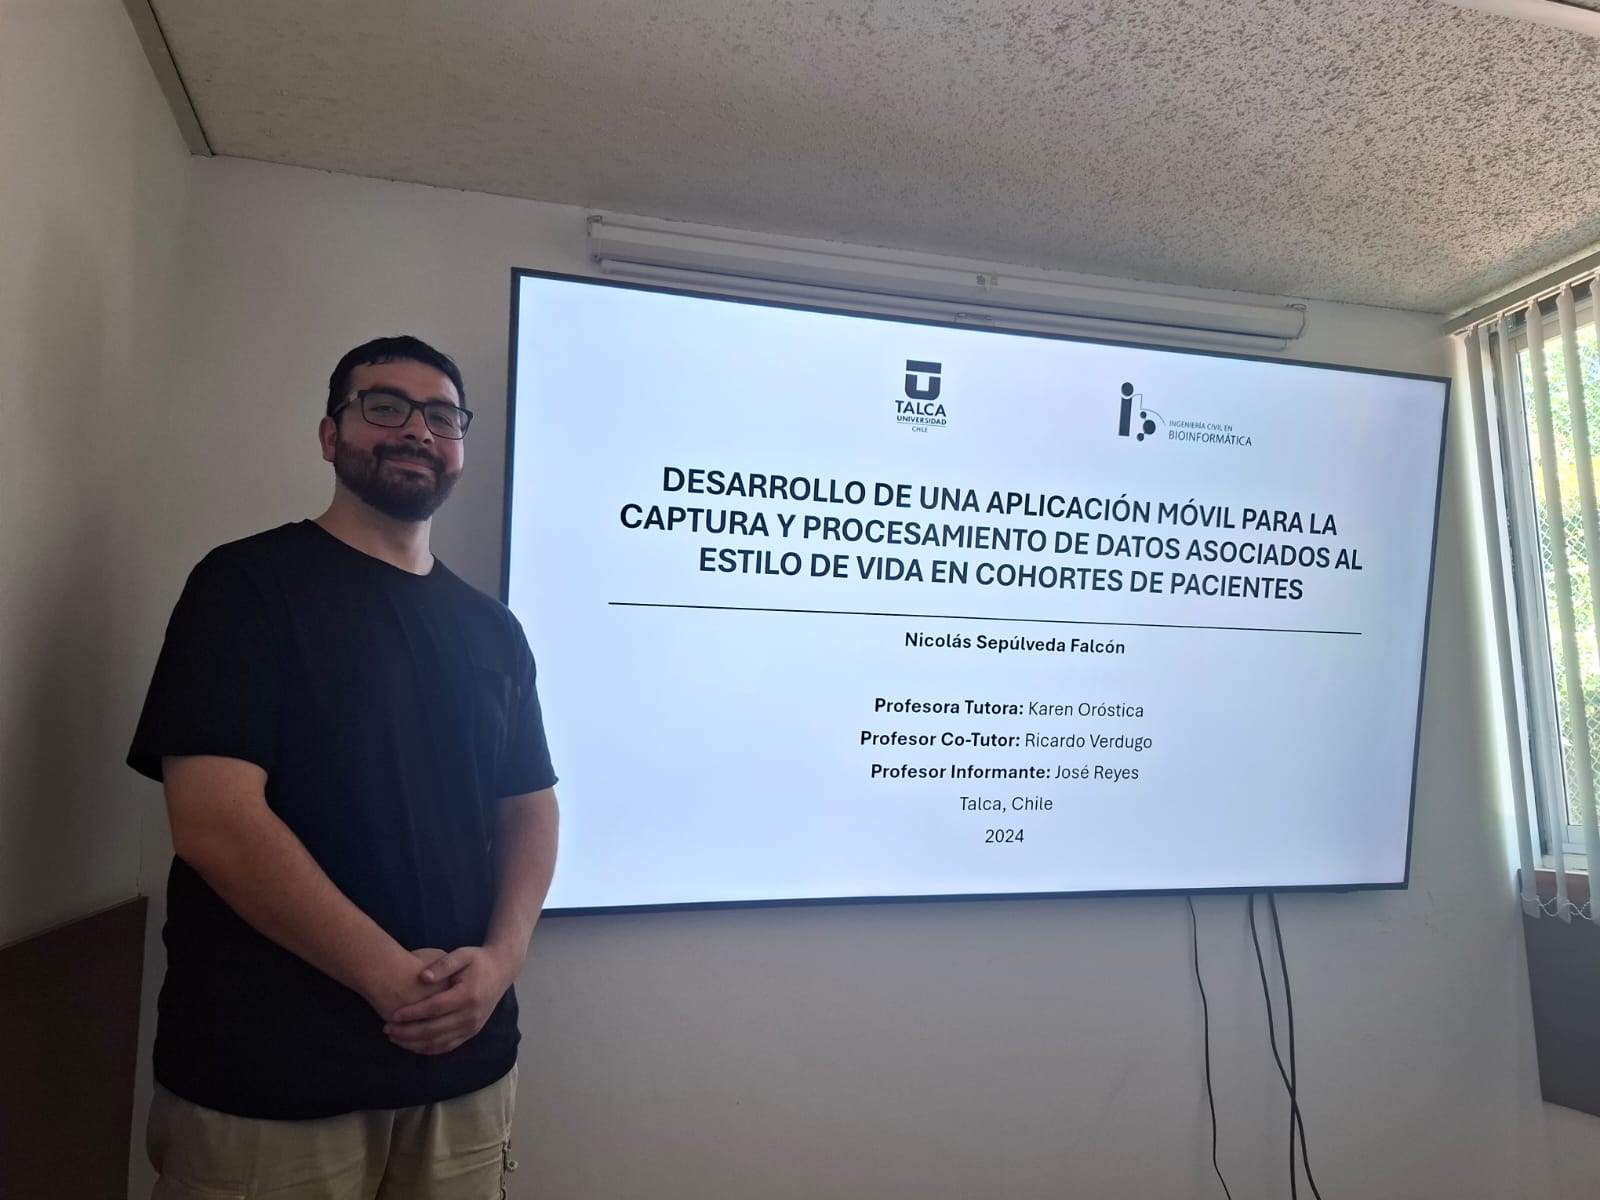 TALCA
UNIVERSIDAD
CHILE
INGENIERÍA CIVIL EN
BIOINFORMÁTICA
DESARROLLO DE UNA APLICACIÓN MÓVIL PARA LA
CAPTURA Y PROCESAMIENTO DE DATOS ASOCIADOS AL
ESTILO DE VIDA EN COHORTES DE PACIENTES
Nicolás Sepúlveda Falcón
Profesora Tutora: Karen Oróstica
Profesor Co-Tutor: Ricardo Verdugo
Profesor Informante: José Reyes
Talca, Chile
2024